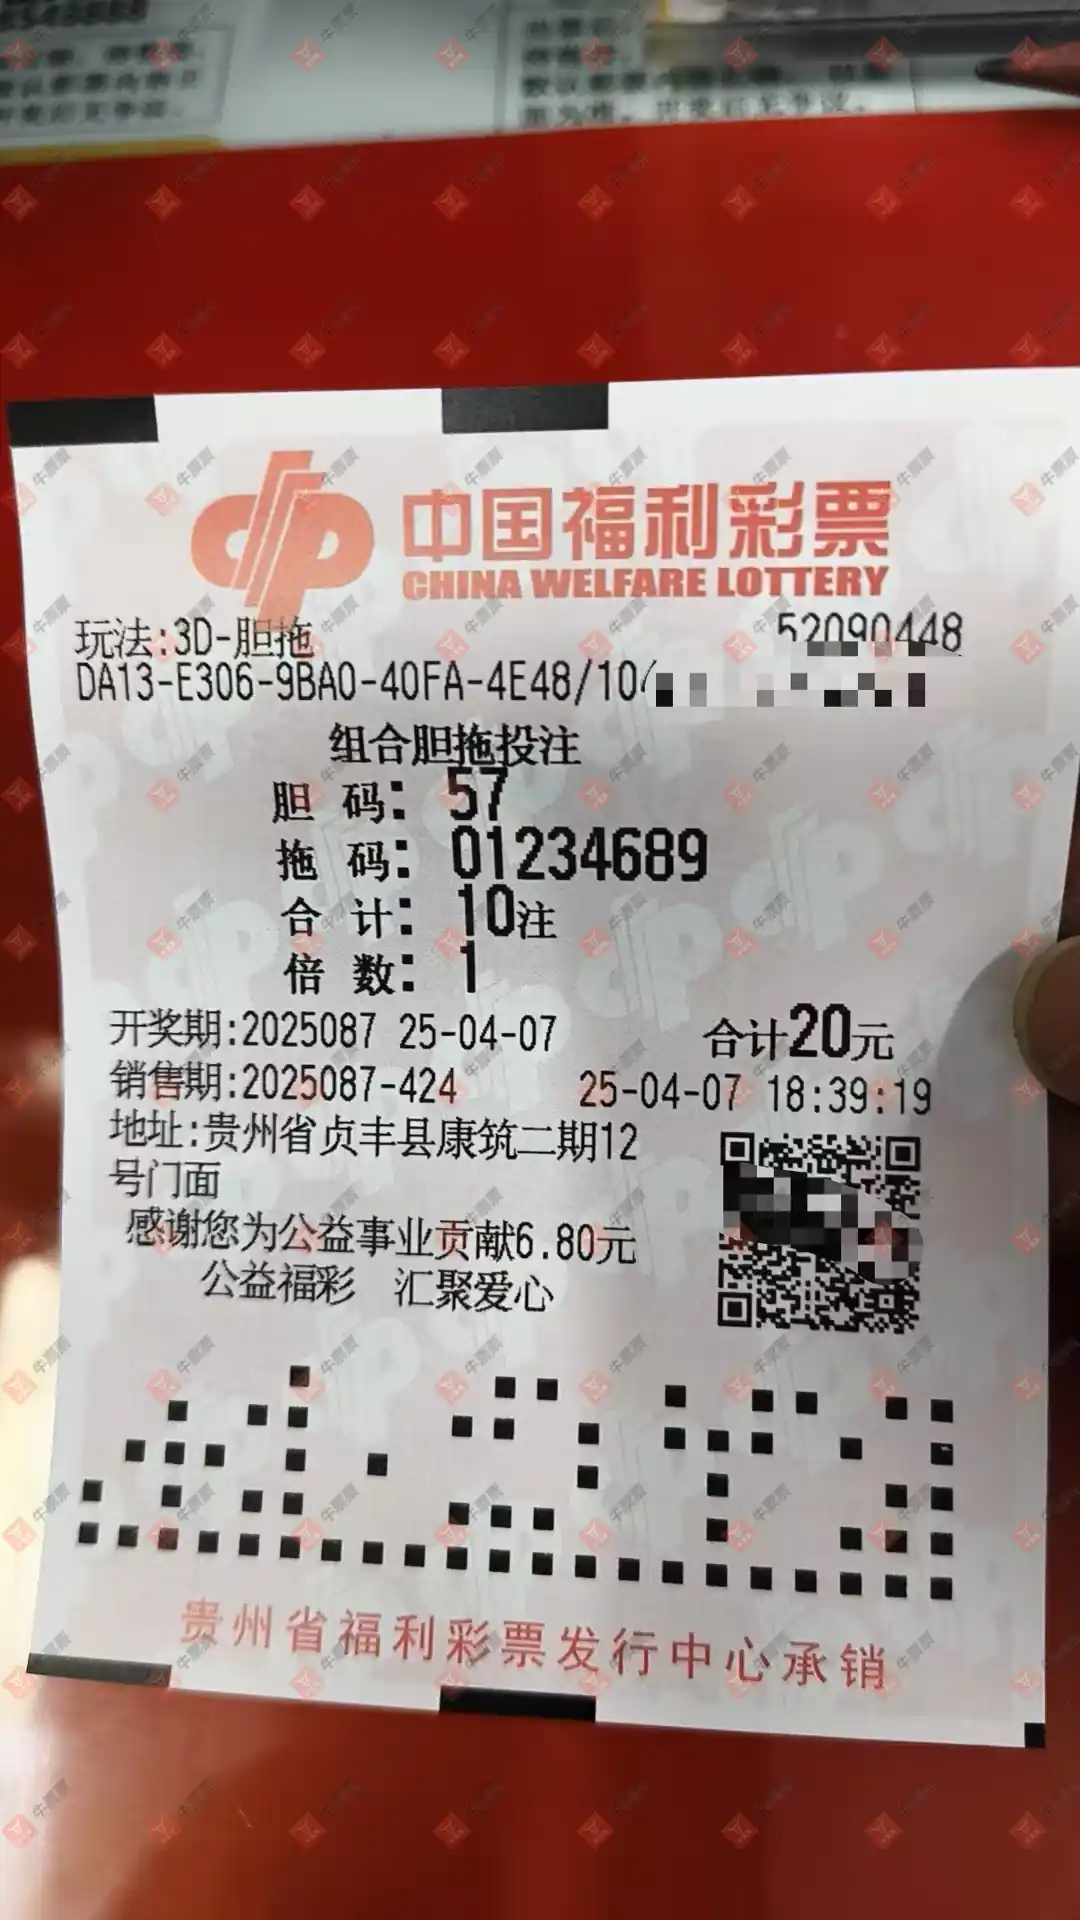 中国福利彩票
CHINA WELFARE LOTTERY
玩法:3D-胆拖
52090448
DA13-E306-9BA0-40FA-4E48/10
组合胆拖投注
胆 码: 57
拖 码: 01234689
合 计: 10注
倍 数: 1
开奖期:2025087 25-04-07 合计20元
销售期:2025087-424 25-04-07 18:39:19
地址:贵州省贞丰县康筑二期12
号门面
感谢您为公益事业贡献6.80元
公益福彩 汇聚爱心
贵州省福利彩票发行中心承销
牛票票